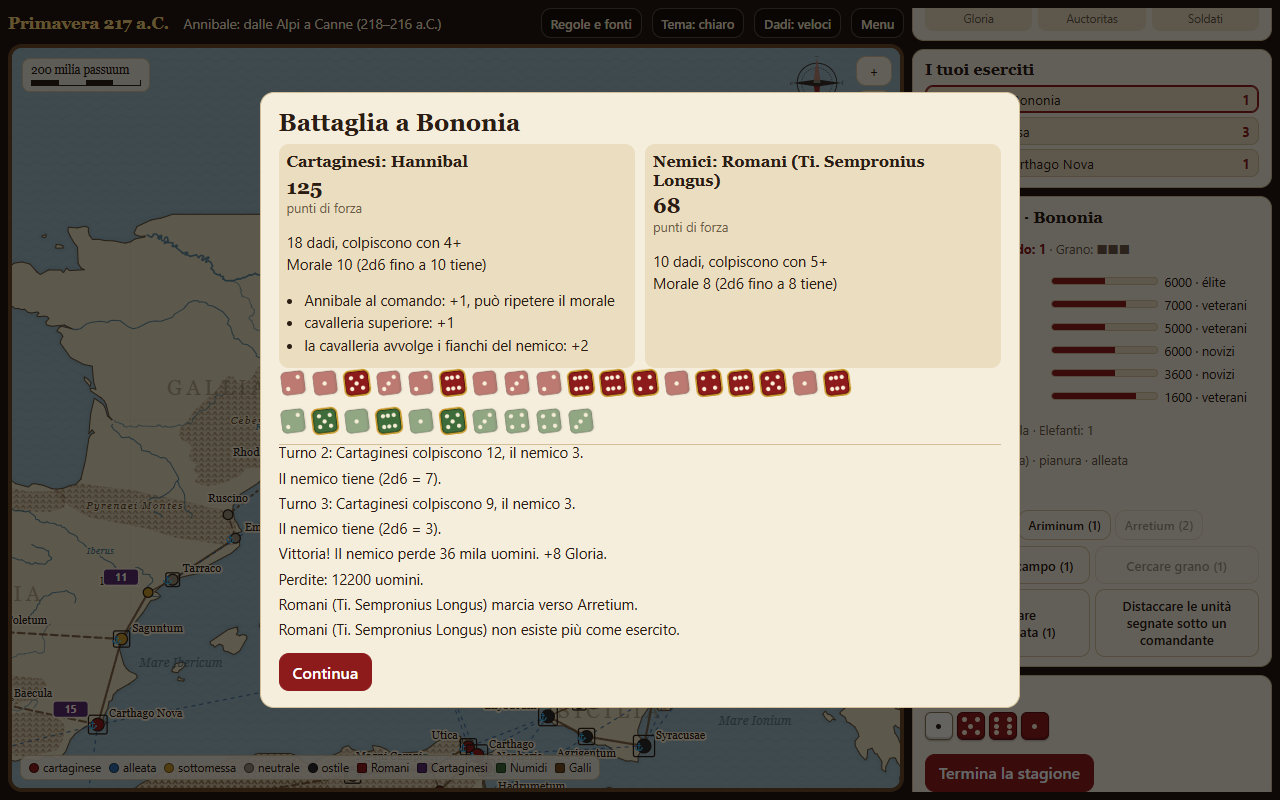 Primavera 217 a.C.
Annibale: dalle Alpi a Canne (218–216 a.C.)
Regole e fonti
Tema: chiaro
Dadi: veloci
Menu
Gloria
Auctoritas
Soldati
200 milia passuum
+
I tuoi eserciti
1
3
Carthago Nova
1
Battaglia a Bononia
Cartaginesi: Hannibal
125
punti di forza
18 dadi, colpiscono con 4+
Morale 10 (2d6 fino a 10 tiene)
Annibale al comando: +1, può ripetere il morale
cavalleria superiore: +1
la cavalleria avvolge i fianchi del nemico: +2
Nemici: Romani (Ti. Sempronius
Longus)
68
punti di forza
10 dadi, colpiscono con 5+
Morale 8 (2d6 fino a 8 tiene)
Turno 2: Cartaginesi colpiscono 12, il nemico 3.
Il nemico tiene (2d6 = 7).
Turno 3: Cartaginesi colpiscono 9, il nemico 3.
Il nemico tiene (2d6 = 3).
Vittoria! Il nemico perde 36 mila uomini. +8 Gloria.
Perdite: 12200 uomini.
Romani (Ti. Sempronius Longus) marcia verso Arretium.
Romani (Ti. Sempronius Longus) non esiste più come esercito.
Continua
· Bononia
do: 1 · Grano:
6000 · élite
7000 · veterani
5000 · veterani
6000 · novizi
3600 · novizi
1600 · veterani
Elefanti: 1
· pianura · alleata
Ariminum (1)
Arretium (2)
(1)
Cercare grano (1)
(1)
Distaccare le unità
segnate sotto un
comandante
Termina la stagione
Ruscino
Pyrenaei Montes
Iberus
Tarraco
11
Saguntum
Mare Ibericum
Baecula
15
Carthago Nova
Utica
Carthago
Agrigentum
Syracusae
Mare Ionium
SICILIA
Hadrumetum
cartaginese
alleata
sottomessa
neutrale
ostile
Romani
Cartaginesi
Numidi
Galli